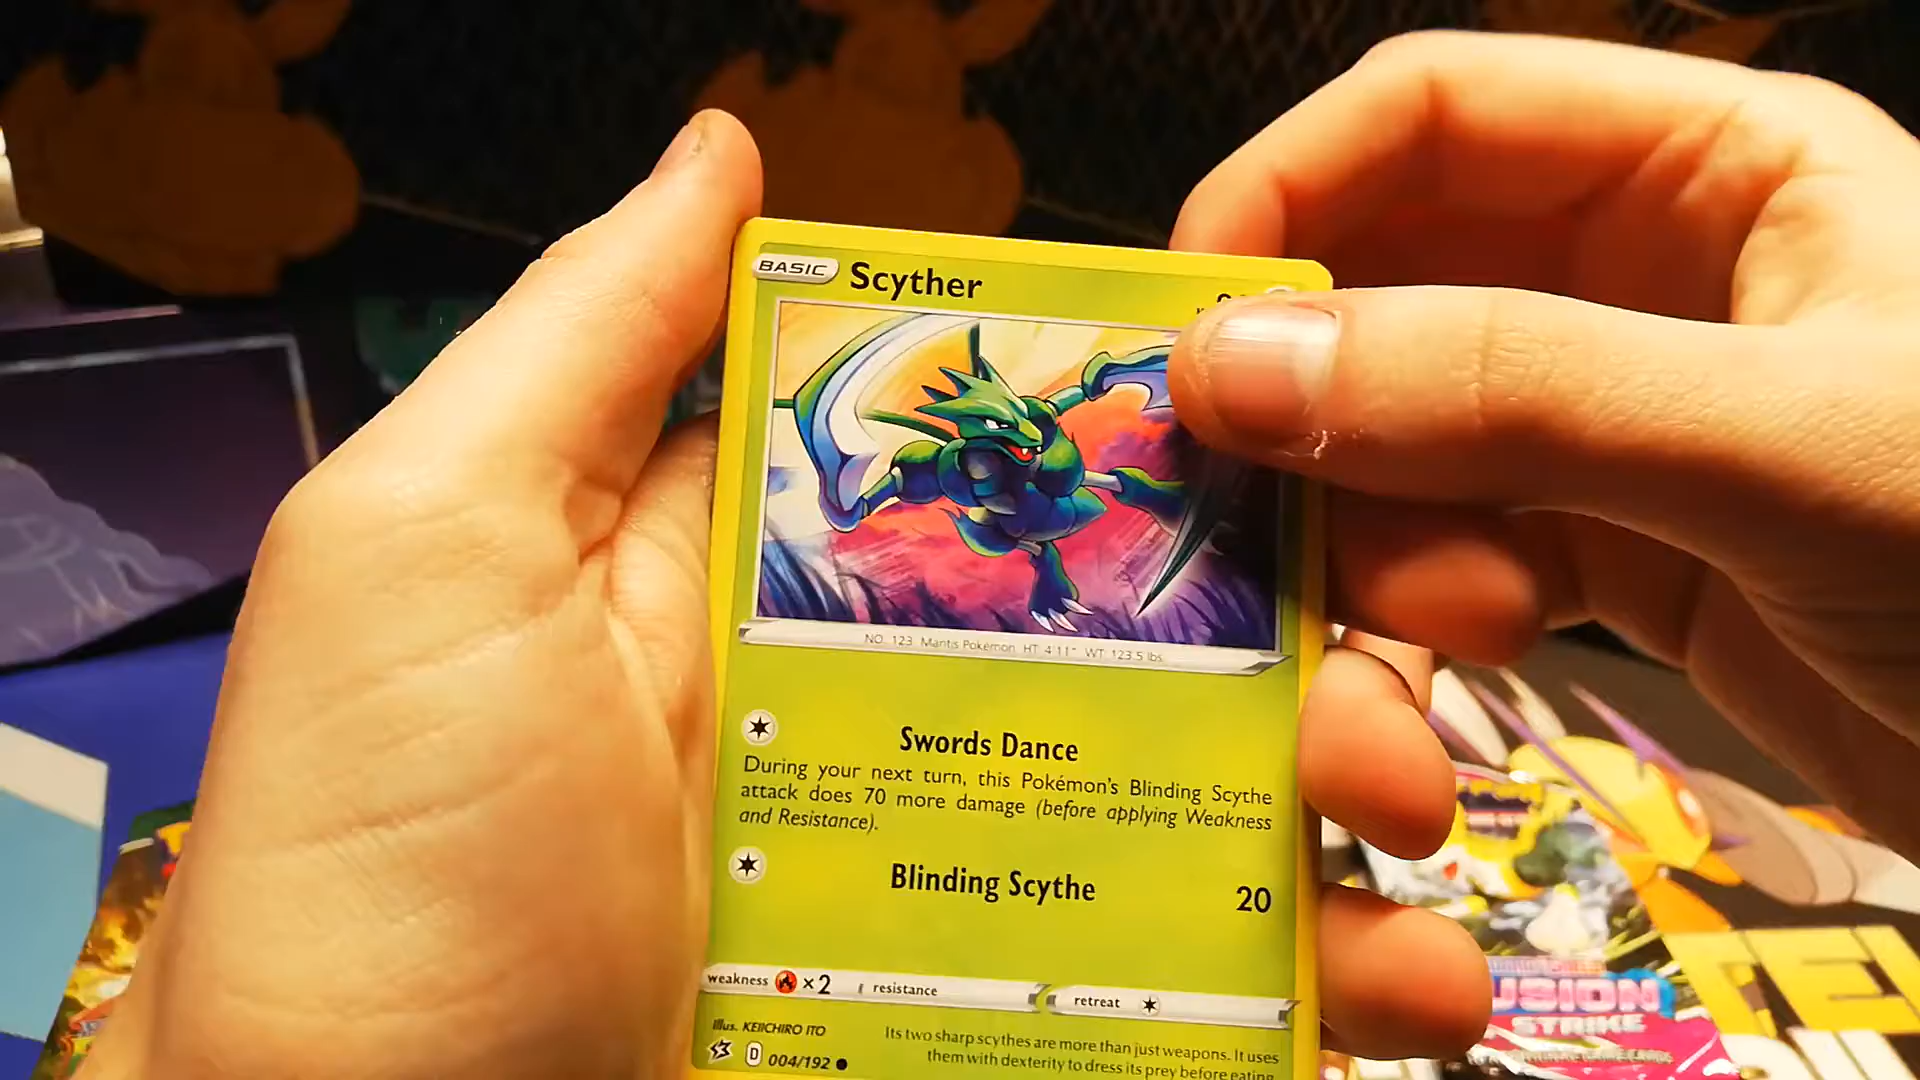 BASIC Scyther
NO. 123 Mantis Pokémon HT 4'11" WT 123.5 lbs.
Swords Dance
During your next turn, this Pokémon's Blinding Scythe
attack does 70 more damage (before applying Weakness
and Resistance).
Blinding Scythe 20
weakness ×2 resistance retreat
Illus. KEIICHIRO ITO
D 004/192
Its two sharp scythes are more than just weapons. It uses
them with dexterity to dress its prey before eating.
USION
STRIKE
TEL